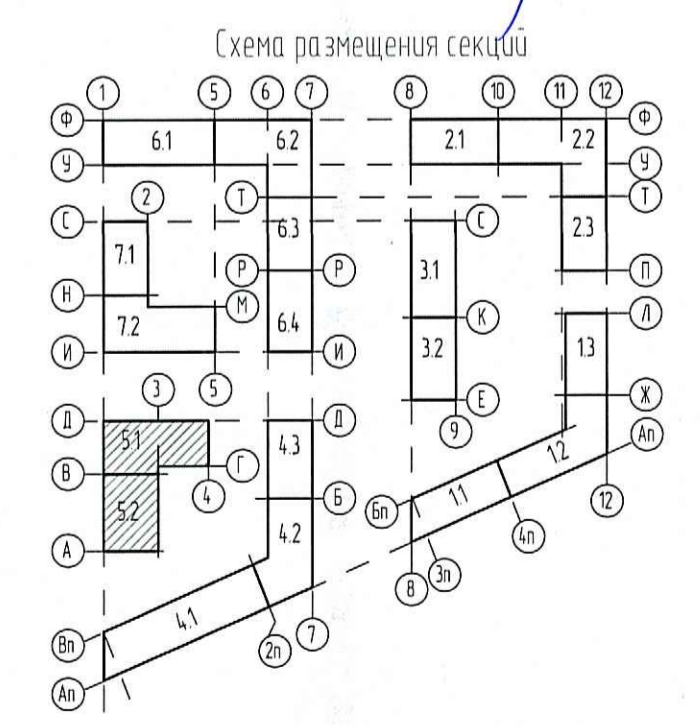 Схема размещения секций
1 5 6 7 8 10 11 12
Ф 6.1 6.2 2.1 2.2 Ф
У У
2 Т Т
С 6.3 С 2.3
7.1 3.1
Р Р П
Н М К Л
7.2 6.4 3.2 1.3
И И
3 5 Е Ж
Д Д 9 Ап
5.1 4.3 1.2
В Г
4 Б Бп 1.1 12
5.2 4.2 4п
А 8 3п
4.1
Вп 2п 7
Ап